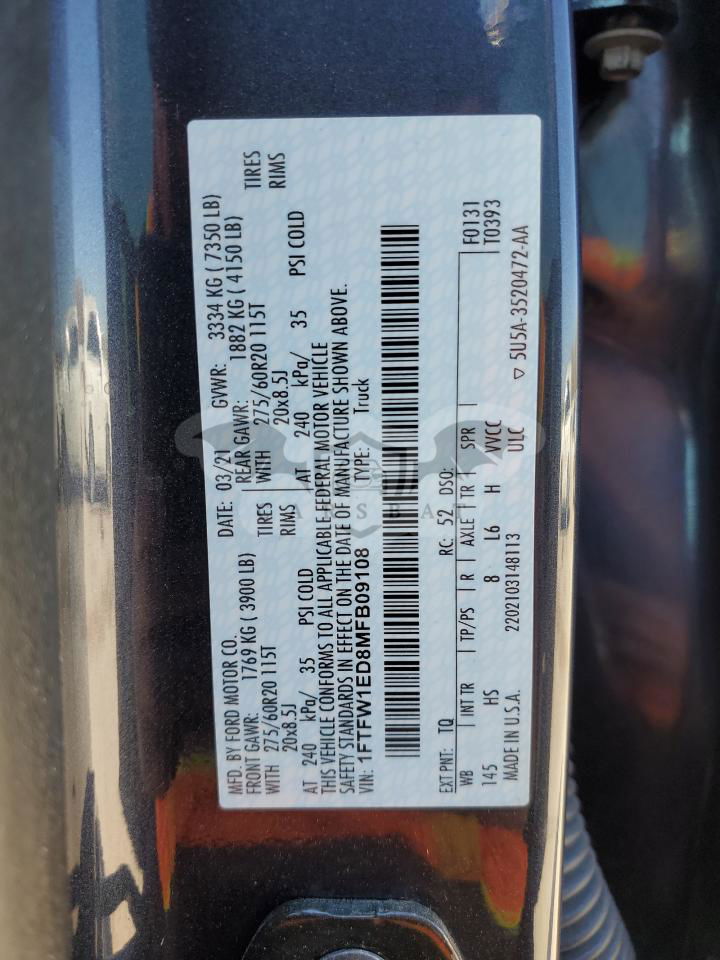 MFD. BY FORD MOTOR CO.
DATE: 03/21 GVWR: 3334 KG ( 7350 LB)
FRONT GAWR: 1769 KG ( 3900 LB) REAR GAWR: 1882 KG ( 4150 LB)
WITH 275/60R20 115T TIRES WITH 275/60R20 115T TIRES
20x8.5J RIMS 20x8.5J RIMS
AT 240 kPa/ 35 PSI COLD AT 240 kPa/ 35 PSI COLD
THIS VEHICLE CONFORMS TO ALL APPLICABLE FEDERAL MOTOR VEHICLE
SAFETY STANDARDS IN EFFECT ON THE DATE OF MANUFACTURE SHOWN ABOVE.
VIN: 1FTFW1ED8MFB09108 TYPE: Truck
EXT PNT: TQ RC: 52 DSO: F0131
WB INT TR TP/PS R AXLE TR SPR T0393
145 HS 8 L6 H VVCC
MADE IN U.S.A. 2202103148113 ULC ▽ 5U5A-3520472-AA